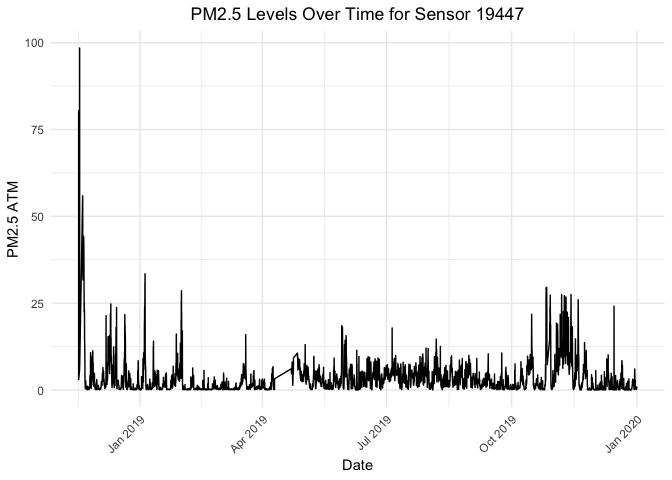 PM2.5 Levels Over Time for Sensor 19447
100
75
50
25
0
PM2.5 ATM
Jan 2019
Apr 2019
Jul 2019
Oct 2019
Jan 2020
Date